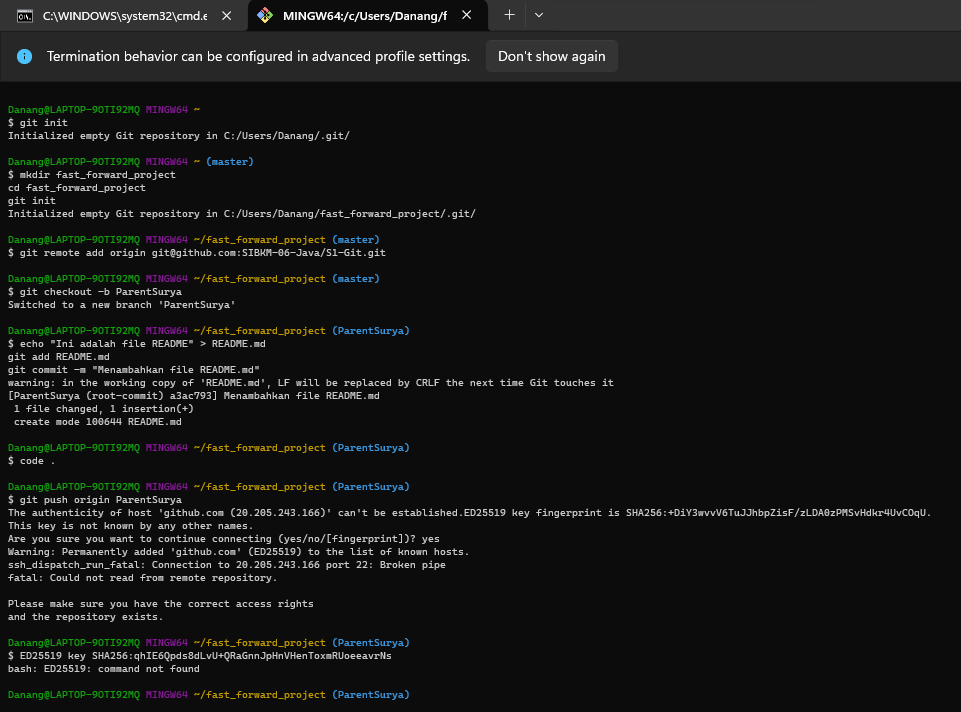 C:\WINDOWS\system32\cmd.e
MINGW64:/c/Users/Danang/f
Termination behavior can be configured in advanced profile settings.
Don't show again
Danang@LAPTOP-9OTI92MQ MINGW64 ~
$ git init
Initialized empty Git repository in C:/Users/Danang/.git/
Danang@LAPTOP-9OTI92MQ MINGW64 ~ (master)
$ mkdir fast_forward_project
cd fast_forward_project
git init
Initialized empty Git repository in C:/Users/Danang/fast_forward_project/.git/
Danang@LAPTOP-9OTI92MQ MINGW64 ~/fast_forward_project (master)
$ git remote add origin git@github.com:SIBKM-06-Java/S1-Git.git
Danang@LAPTOP-9OTI92MQ MINGW64 ~/fast_forward_project (master)
$ git checkout -b ParentSurya
Switched to a new branch 'ParentSurya'
Danang@LAPTOP-9OTI92MQ MINGW64 ~/fast_forward_project (ParentSurya)
$ echo "Ini adalah file README" > README.md
git add README.md
git commit -m "Menambahkan file README.md"
warning: in the working copy of 'README.md', LF will be replaced by CRLF the next time Git touches it
[ParentSurya (root-commit) a3ac793] Menambahkan file README.md
1 file changed, 1 insertion(+)
create mode 100644 README.md
Danang@LAPTOP-9OTI92MQ MINGW64 ~/fast_forward_project (ParentSurya)
$ code .
Danang@LAPTOP-9OTI92MQ MINGW64 ~/fast_forward_project (ParentSurya)
$ git push origin ParentSurya
The authenticity of host 'github.com (20.205.243.166)' can't be established.ED25519 key fingerprint is SHA256:+DiY3wvvV6TuJJhbpZisF/zLDA0zPMSvHdkr4UvCOqU.
This key is not known by any other names.
Are you sure you want to continue connecting (yes/no/[fingerprint])? yes
Warning: Permanently added 'github.com' (ED25519) to the list of known hosts.
ssh_dispatch_run_fatal: Connection to 20.205.243.166 port 22: Broken pipe
fatal: Could not read from remote repository.
Please make sure you have the correct access rights
and the repository exists.
Danang@LAPTOP-9OTI92MQ MINGW64 ~/fast_forward_project (ParentSurya)
$ ED25519 key SHA256:qhIE6Qpds8dLvU+QRaGnnJpHnVHenToxmRUoeeavrNs
bash: ED25519: command not found
Danang@LAPTOP-9OTI92MQ MINGW64 ~/fast_forward_project (ParentSurya)